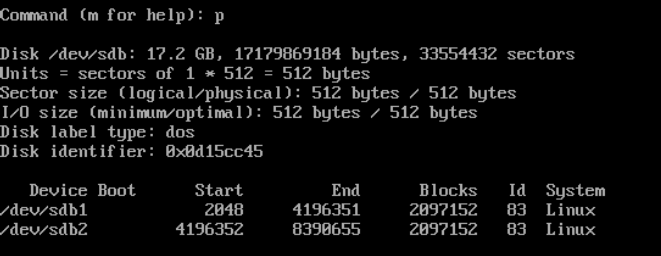 Command (m for help): p
Disk /dev/sdb: 17.2 GB, 17179869184 bytes, 33554432 sectors
Units = sectors of 1 * 512 = 512 bytes
Sector size (logical/physical): 512 bytes / 512 bytes
I/O size (minimum/optimal): 512 bytes / 512 bytes
Disk label type: dos
Disk identifier: 0x0d15cc45
Device Boot Start End Blocks Id System
/dev/sdb1 2048 4196351 2097152 83 Linux
/dev/sdb2 4196352 8390655 2097152 83 Linux